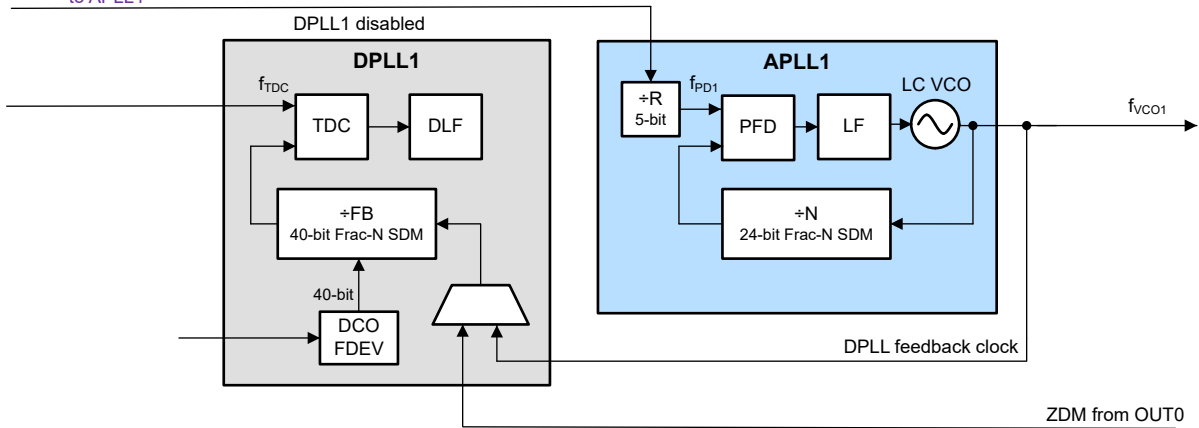 DPLL1 disabled
DPLL1
APLL1
fTDC
TDC
DLF
÷R
5-bit
fPD1
PFD
LF
LC VCO
fVCO1
÷FB
40-bit Frac-N SDM
÷N
24-bit Frac-N SDM
40-bit
DCO
FDEV
DPLL feedback clock
ZDM from OUT0